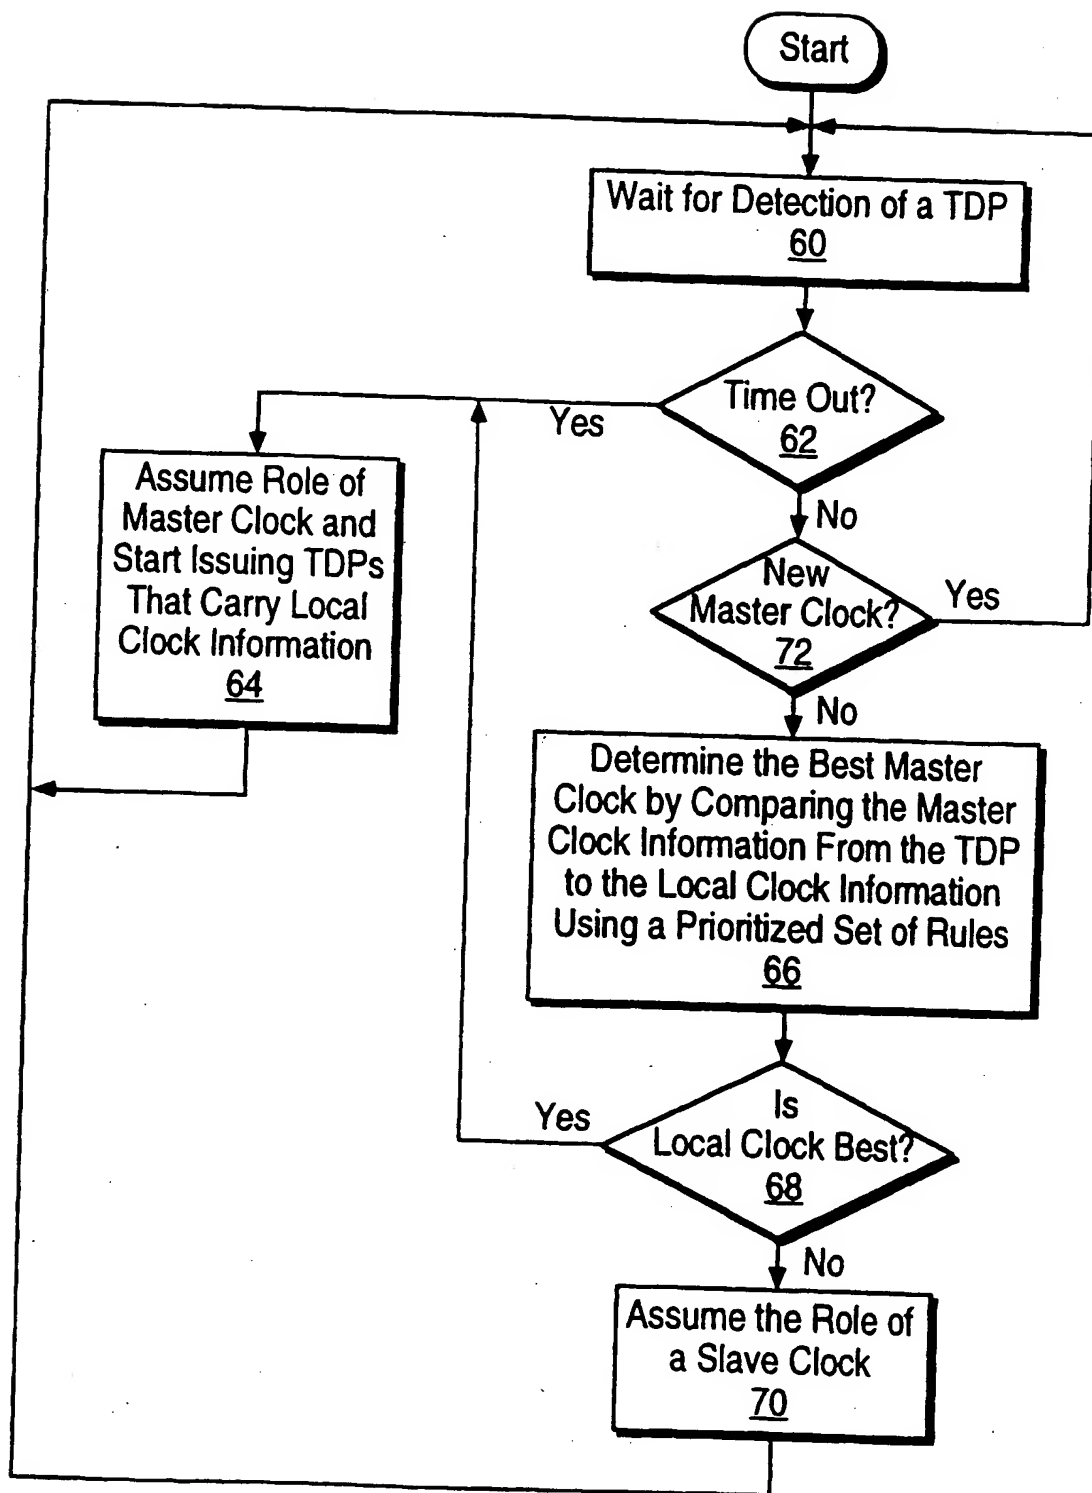 Start
Wait for Detection of a TDP
60
Time Out?
62
Yes
No
Assume Role of
Master Clock and
Start Issuing TDPs
That Carry Local
Clock Information
64
New
Master Clock?
72
Yes
No
Determine the Best Master
Clock by Comparing the Master
Clock Information From the TDP
to the Local Clock Information
Using a Prioritized Set of Rules
66
Is
Local Clock Best?
68
Yes
No
Assume the Role of
a Slave Clock
70